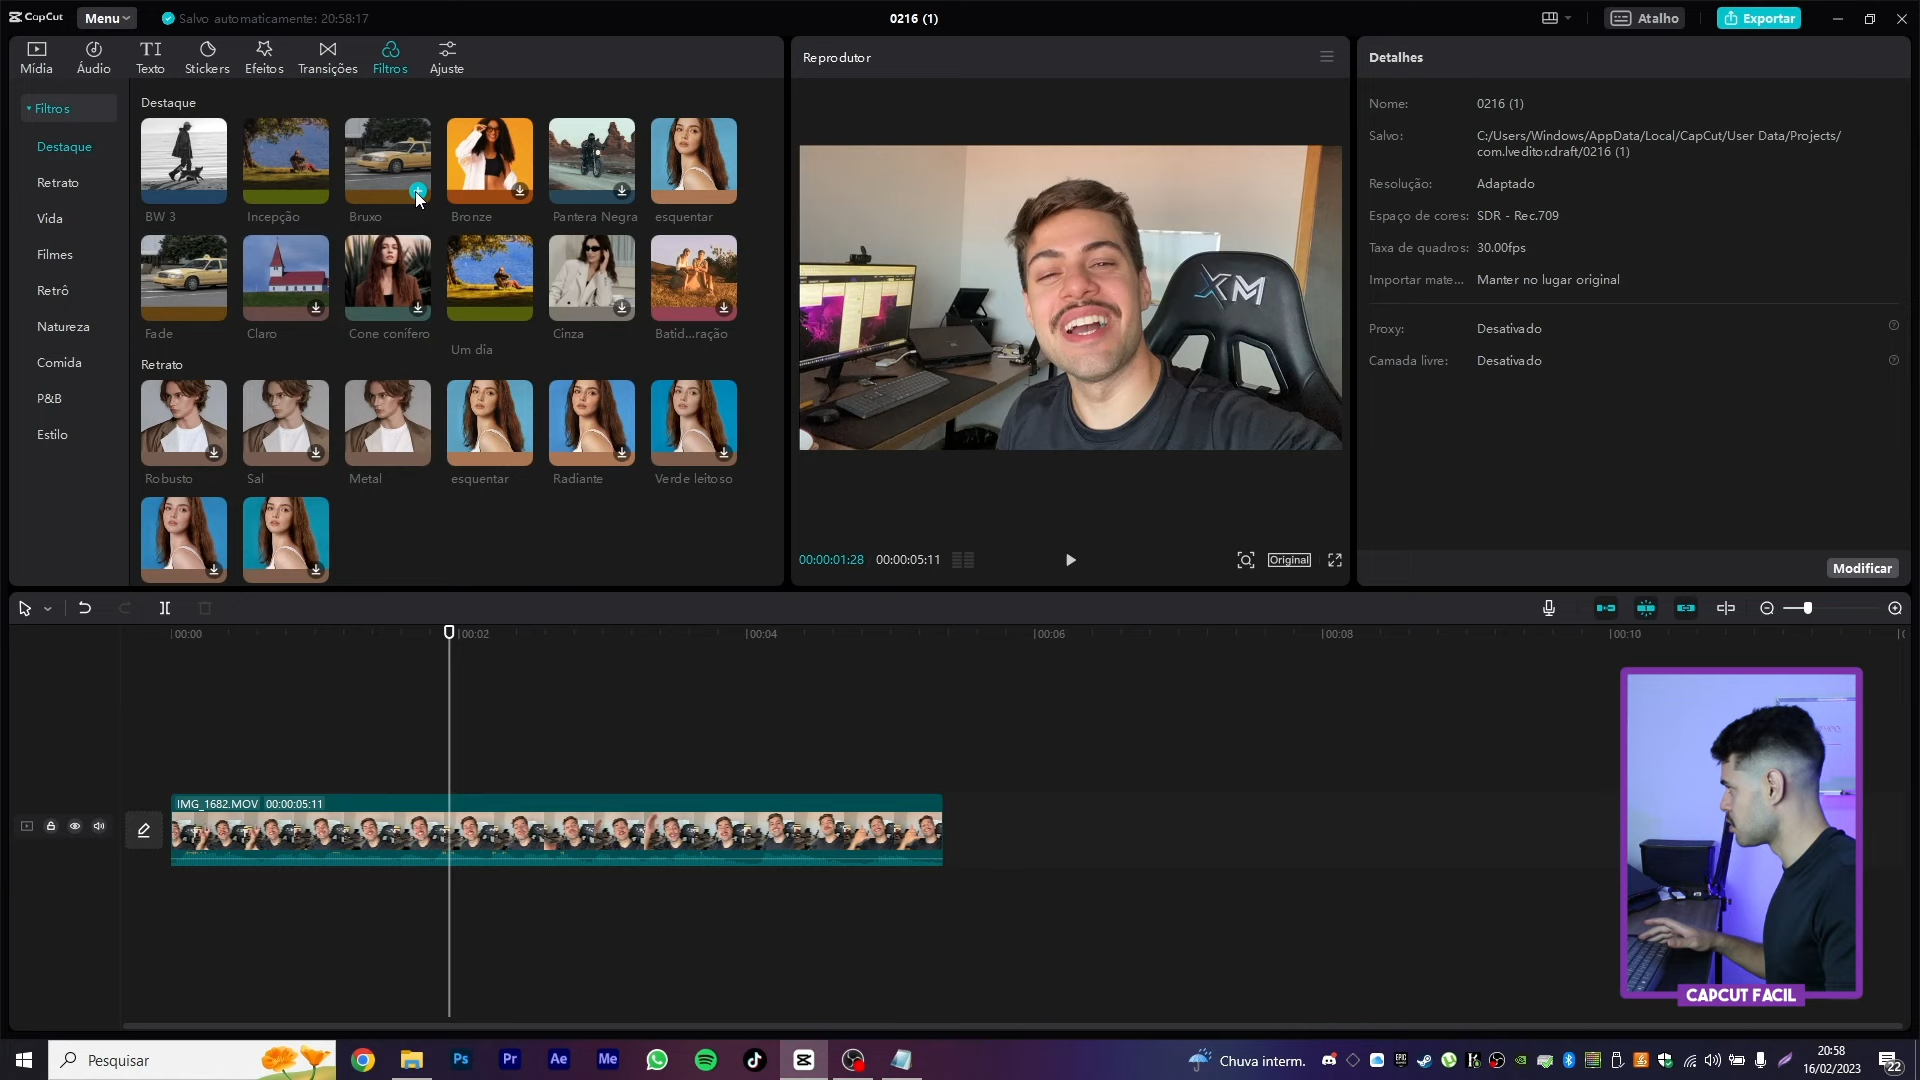 CapCut
Menu
Salvo automaticamente: 20:58:17
0216 (1)
Atalho
Exportar
Mídia
Áudio
Texto
Stickers
Efeitos
Transições
Filtros
Ajuste
Filtros
Destaque
Retrato
Vida
Filmes
Retrô
Natureza
Comida
P&B
Estilo
Destaque
BW 3
Incepção
Bruxo
Bronze
Pantera Negra
esquentar
Fade
Claro
Cone conífero
Um dia
Cinza
Batid...ração
Retrato
Robusto
Sal
Metal
esquentar
Radiante
Verde leitoso
Reprodutor
XM
00:00:01:28
00:00:05:11
Original
Detalhes
Nome: 0216 (1)
Salvo: C:/Users/Windows/AppData/Local/CapCut/User Data/Projects/
com.lveditor.draft/0216 (1)
Resolução: Adaptado
Espaço de cores: SDR - Rec.709
Taxa de quadros: 30.00fps
Importar mate... Manter no lugar original
Proxy: Desativado
Camada livre: Desativado
Modificar
00:00
00:02
00:04
00:06
00:08
00:10
IMG_1682.MOV 00:00:05:11
CAPCUT FACIL
Pesquisar
Ps
Pr
Ae
Me
Chuva interm.
20:58
16/02/2023
22